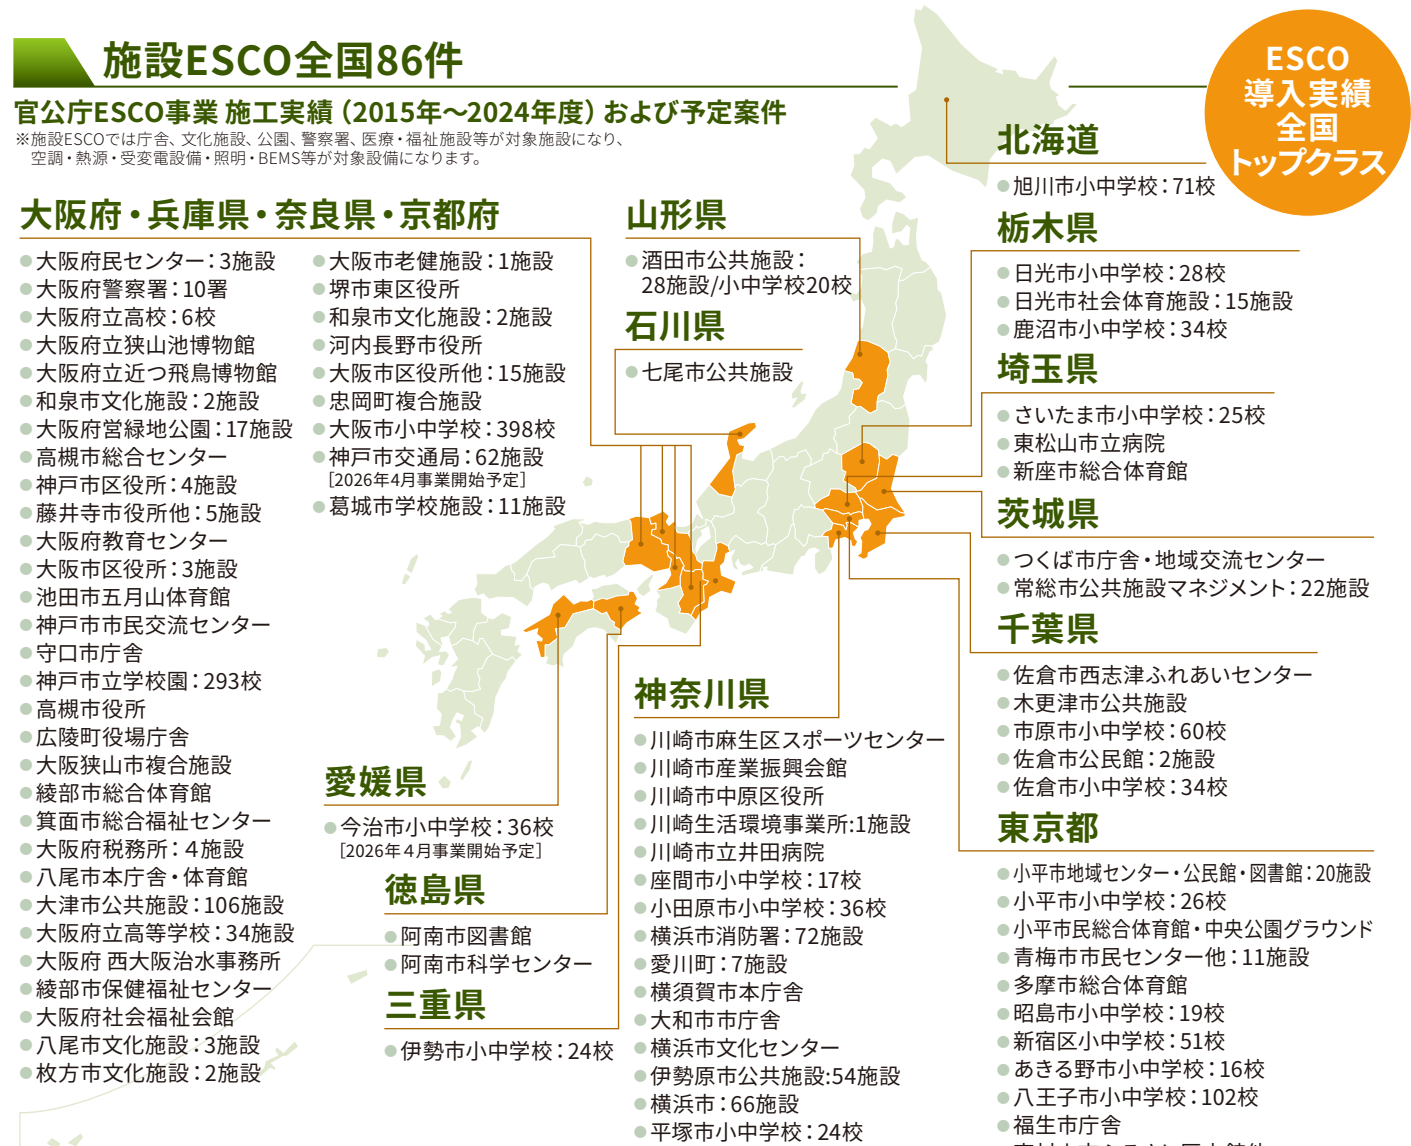 施設ESCO全国86件
官公庁ESCO事業 施工実績（2015年～2024年度）および予定案件
※施設ESCOでは庁舎、文化施設、公園、警察署、医療・福祉施設等が対象施設になり、
空調・熱源・受変電設備・照明・BEMS等が対象設備になります。
ESCO
導入実績
全国
トップクラス
大阪府・兵庫県・奈良県・京都府
大阪府民センター：3施設
大阪府警察署：10署
大阪府立高校：6校
大阪府立狭山池博物館
大阪府立近つ飛鳥博物館
和泉市文化施設：2施設
大阪府営緑地公園：17施設
高槻市総合センター
神戸市区役所：4施設
藤井寺市役所他：5施設
大阪府教育センター
大阪市区役所：3施設
池田市五月山体育館
神戸市市民交流センター
守口市庁舎
神戸市立学校園：293校
高槻市役所
広陵町役場庁舎
大阪狭山市複合施設
綾部市総合体育館
箕面市総合福祉センター
大阪府税務所：４施設
八尾市本庁舎・体育館
大津市公共施設：106施設
大阪府立高等学校：34施設
大阪府 西大阪治水事務所
綾部市保健福祉センター
大阪府社会福祉会館
八尾市文化施設：3施設
枚方市文化施設：2施設
大阪市老健施設：1施設
堺市東区役所
和泉市文化施設：2施設
河内長野市役所
大阪市区役所他：15施設
忠岡町複合施設
大阪市小中学校：398校
神戸市交通局：62施設
［2026年4月事業開始予定］
葛城市学校施設：11施設
山形県
酒田市公共施設：
28施設/小中学校20校
石川県
七尾市公共施設
愛媛県
今治市小中学校：36校
［2026年４月事業開始予定］
徳島県
阿南市図書館
阿南市科学センター
三重県
伊勢市小中学校：24校
神奈川県
川崎市麻生区スポーツセンター
川崎市産業振興会館
川崎市中原区役所
川崎生活環境事業所:1施設
川崎市立井田病院
座間市小中学校：17校
小田原市小中学校：36校
横浜市消防署：72施設
愛川町：7施設
横須賀市本庁舎
大和市市庁舎
横浜市文化センター
伊勢原市公共施設:54施設
横浜市：66施設
平塚市小中学校：24校
北海道
旭川市小中学校：71校
栃木県
日光市小中学校：28校
日光市社会体育施設：15施設
鹿沼市小中学校：34校
埼玉県
さいたま市小中学校：25校
東松山市立病院
新座市総合体育館
茨城県
つくば市庁舎・地域交流センター
常総市公共施設マネジメント：22施設
千葉県
佐倉市西志津ふれあいセンター
木更津市公共施設
市原市小中学校：60校
佐倉市公民館：2施設
佐倉市小中学校：34校
東京都
小平市地域センター・公民館・図書館：20施設
小平市小中学校：26校
小平市民総合体育館・中央公園グラウンド
青梅市市民センター他：11施設
多摩市総合体育館
昭島市小中学校：19校
新宿区小中学校：51校
あきる野市小中学校：16校
八王子市小中学校：102校
福生市庁舎